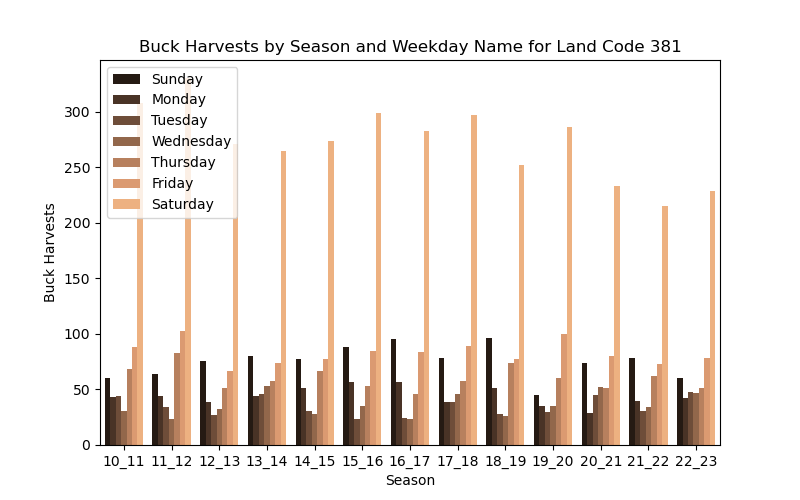 Buck Harvests by Season and Weekday Name for Land Code 381
Sunday
Monday
Tuesday
Wednesday
Thursday
Friday
Saturday
300
250
200
150
100
50
0
Buck Harvests
10_11 11_12 12_13 13_14 14_15 15_16 16_17 17_18 18_19 19_20 20_21 21_22 22_23
Season